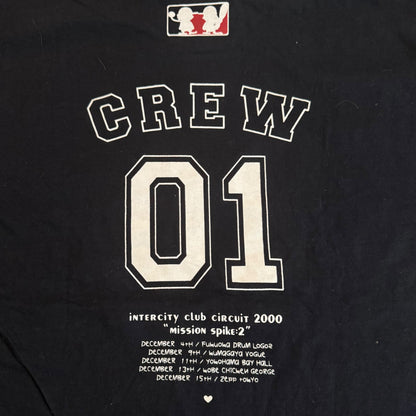 CREW
01
intercity club circuit 2000
"mission spike:2"
DECEMBER 4TH / FUKUOKA DRUM LOGOS
DECEMBER 9TH / KUMAGAYA VOGUE
DECEMBER 11TH / YOKOHAMA BAY HALL
DECEMBER 13TH / KOBE CHICKEN GEORGE
DECEMBER 15TH / ZEPP TOKYO